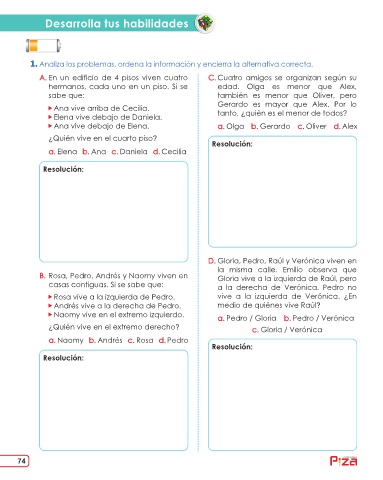 Desarrolla tus habilidades
1. Analiza los problemas, ordena la información y encierra la alternativa correcta.
A. En un edificio de 4 pisos viven cuatro
hermanos, cada uno en un piso. Si se
sabe que:
Ana vive arriba de Cecilia.
Elena vive debajo de Daniela.
Ana vive debajo de Elena.
¿Quién vive en el cuarto piso?
a. Elena b. Ana c. Daniela d. Cecilia
Resolución:
B. Rosa, Pedro, Andrés y Naomy viven en
casas contiguas. Si se sabe que:
Rosa vive a la izquierda de Pedro.
Andrés vive a la derecha de Pedro.
Naomy vive en el extremo izquierdo.
¿Quién vive en el extremo derecho?
a. Naomy b. Andrés c. Rosa d. Pedro
Resolución:
C. Cuatro amigos se organizan según su
edad. Olga es menor que Alex,
también es menor que Oliver, pero
Gerardo es mayor que Alex. Por lo
tanto, ¿quién es el menor de todos?
a. Olga b. Gerardo c. Oliver d. Alex
Resolución:
D. Gloria, Pedro, Raúl y Verónica viven en
la misma calle. Emilio observa que
Gloria vive a la izquierda de Raúl, pero
a la derecha de Verónica. Pedro no
vive a la izquierda de Verónica. ¿En
medio de quiénes vive Raúl?
a. Pedro / Gloria b. Pedro / Verónica
c. Gloria / Verónica
Resolución:
74